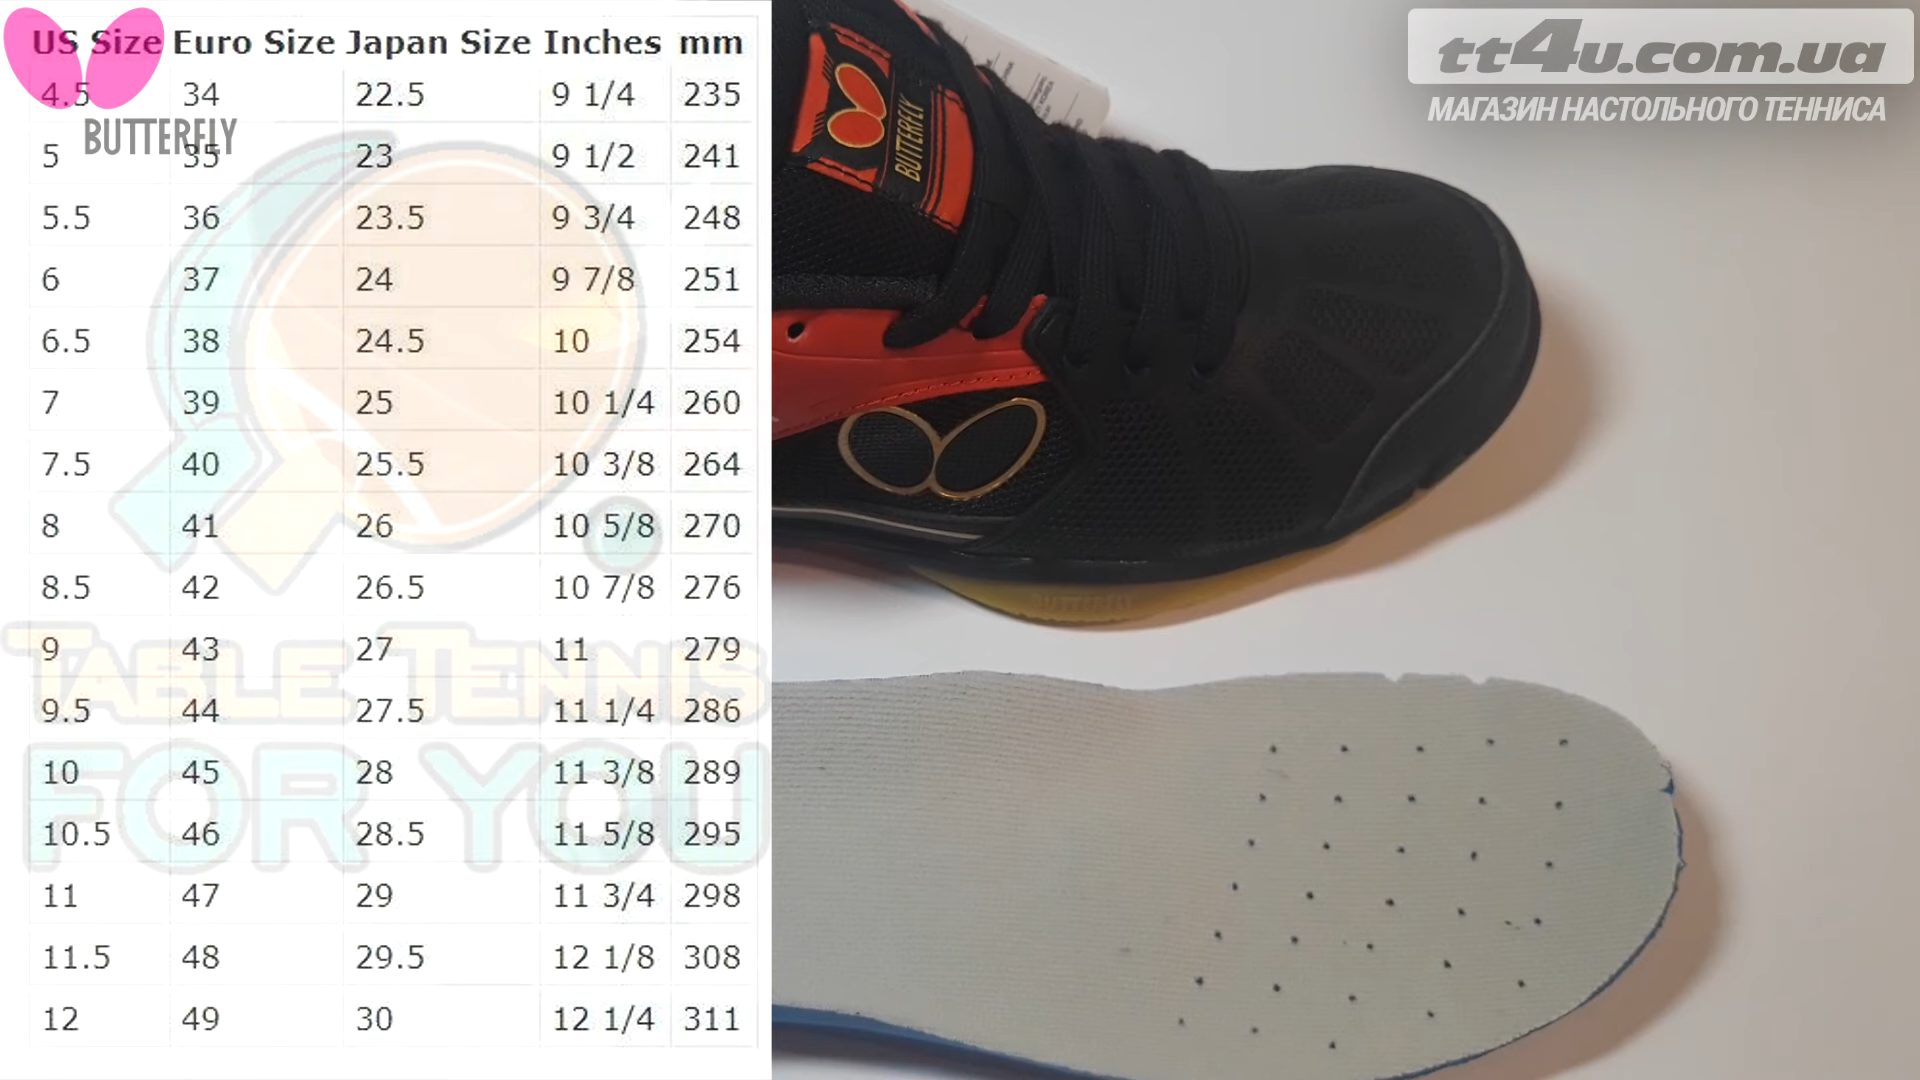 US Size Euro Size Japan Size Inches mm
4.5 34 22.5 9 1/4 235
5 35 23 9 1/2 241
5.5 36 23.5 9 3/4 248
6 37 24 9 7/8 251
6.5 38 24.5 10 254
7 39 25 10 1/4 260
7.5 40 25.5 10 3/8 264
8 41 26 10 5/8 270
8.5 42 26.5 10 7/8 276
9 43 27 11 279
9.5 44 27.5 11 1/4 286
10 45 28 11 3/8 289
10.5 46 28.5 11 5/8 295
11 47 29 11 3/4 298
11.5 48 29.5 12 1/8 308
12 49 30 12 1/4 311
BUTTERFLY
TABLE TENNIS
FOR YOU
BUTTERFLY
tt4u.com.ua
МАГАЗИН НАСТОЛЬНОГО ТЕННИСА